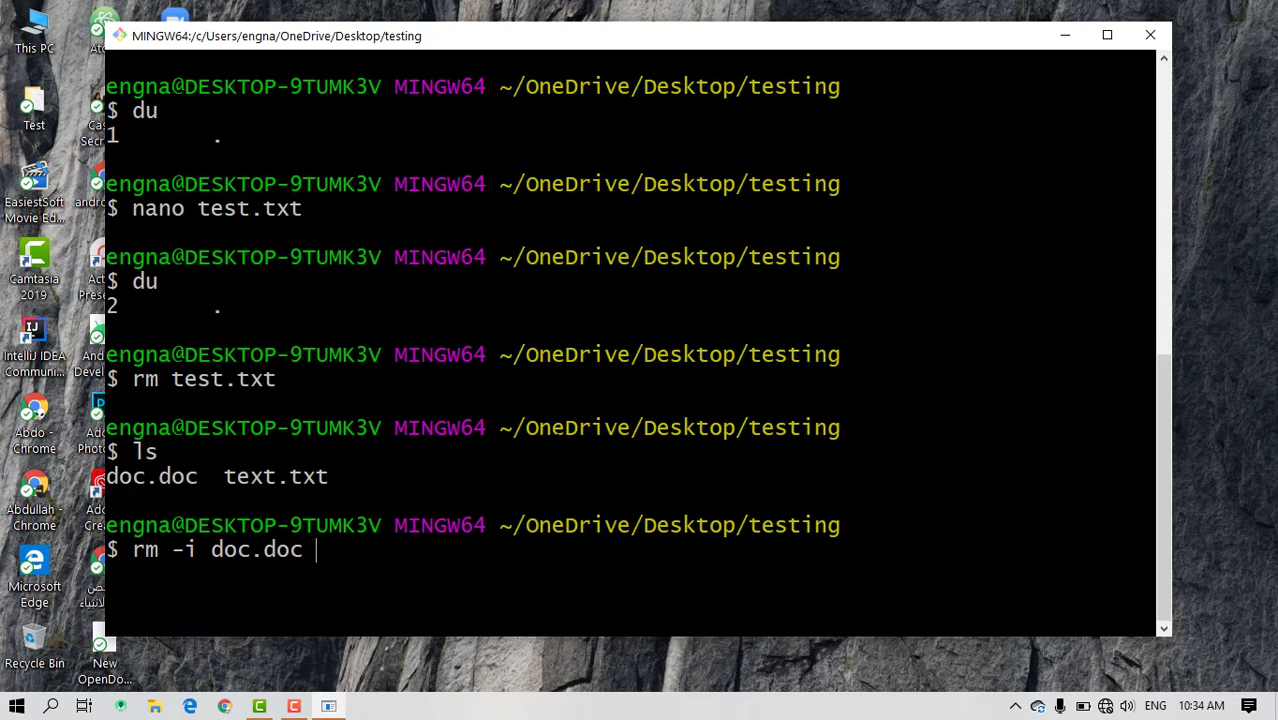 MINGW64:/c/Users/engna/OneDrive/Desktop/testing
engna@DESKTOP-9TUMK3V MINGW64 ~/OneDrive/Desktop/testing
$ du
1 .
engna@DESKTOP-9TUMK3V MINGW64 ~/OneDrive/Desktop/testing
$ nano test.txt
engna@DESKTOP-9TUMK3V MINGW64 ~/OneDrive/Desktop/testing
$ du
2 .
engna@DESKTOP-9TUMK3V MINGW64 ~/OneDrive/Desktop/testing
$ rm test.txt
engna@DESKTOP-9TUMK3V MINGW64 ~/OneDrive/Desktop/testing
$ ls
doc.doc text.txt
engna@DESKTOP-9TUMK3V MINGW64 ~/OneDrive/Desktop/testing
$ rm -i doc.doc
This PC
Test
EasiestSoft
Movie Ed...
Camtasia
2019
IntelliJ IDEA
Communi...
Abdo -
Chrome
Abdullah -
Chrome
Microsoft
Edge
Recycle Bin
New
OpenDo...
ENG
10:34 AM